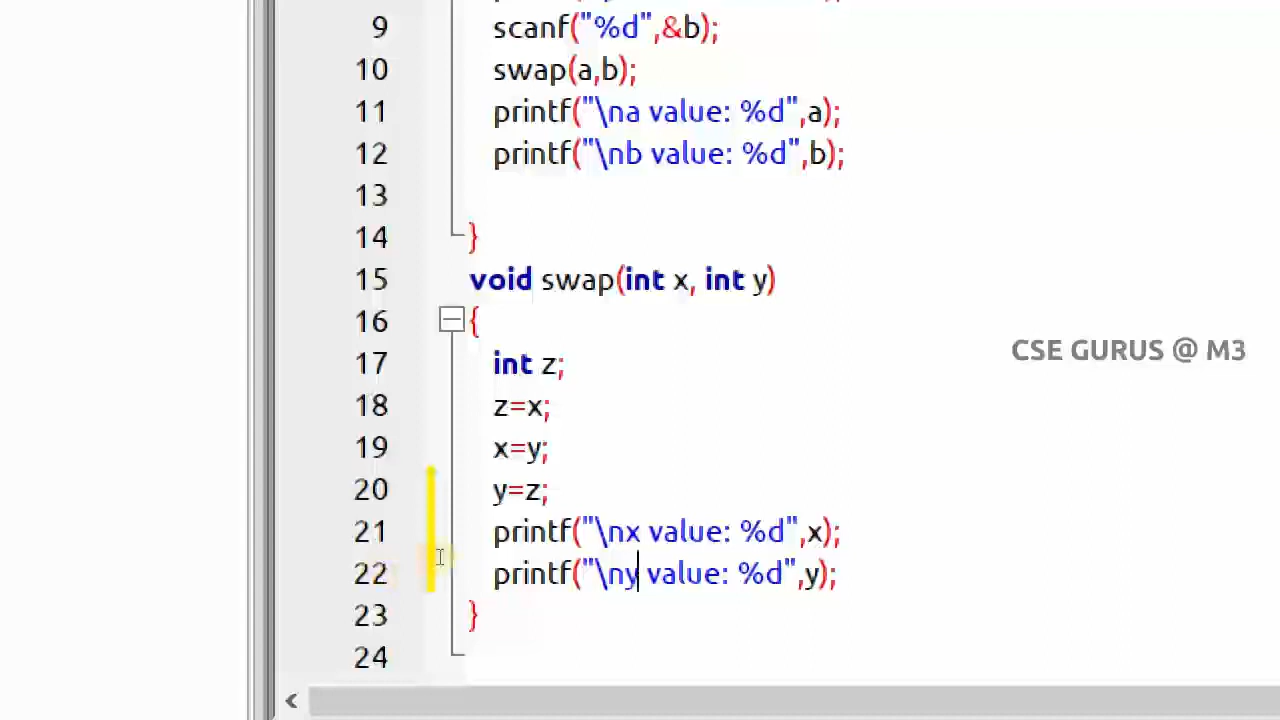 9 scanf("%d",&b);
10 swap(a,b);
11 printf("\na value: %d",a);
12 printf("\nb value: %d",b);
13
14 }
15 void swap(int x, int y)
16 {
CSE GURUS @ M3
17 int z;
18 z=x;
19 x=y;
20 y=z;
21 printf("\nx value: %d",x);
22 printf("\ny value: %d",y);
23 }
24